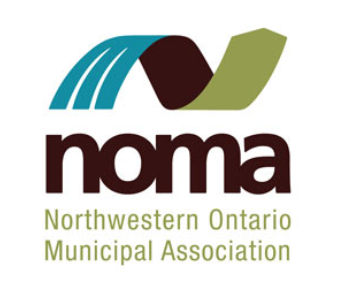 noma
Northwestern Ontario
Municipal Association